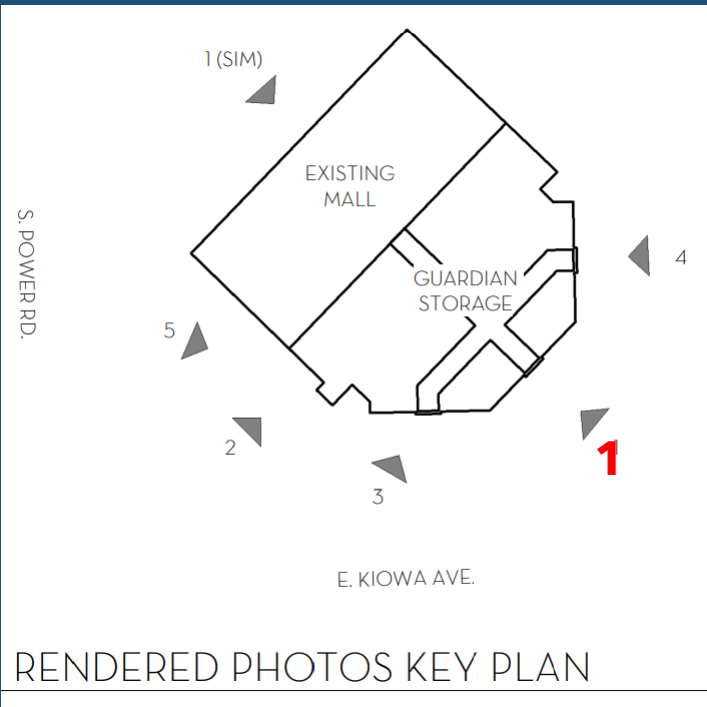 1 (SIM)
EXISTING
MALL
S. POWER RD.
4
GUARDIAN
STORAGE
5
2
1
3
E. KIOWA AVE.
RENDERED PHOTOS KEY PLAN